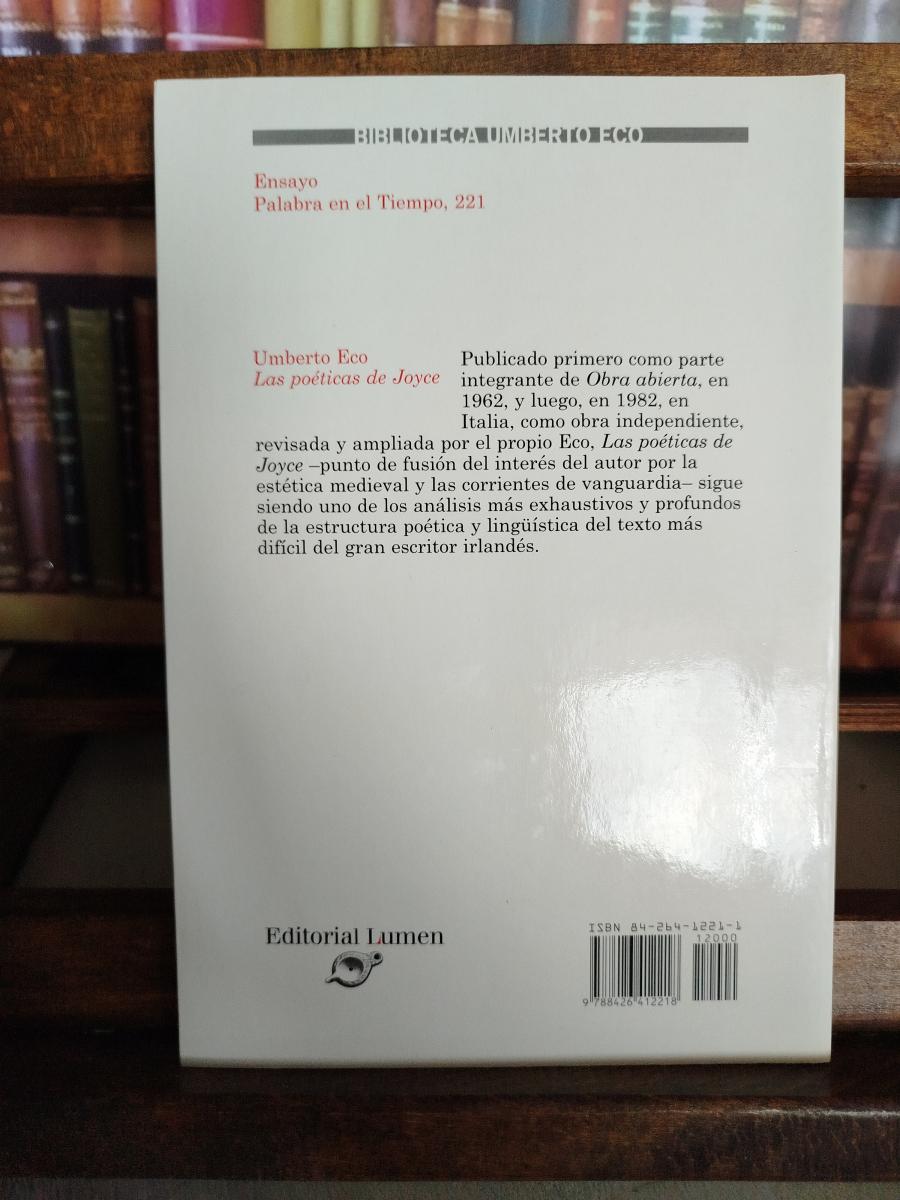 BIBLIOTECA UMBERTO ECO
Ensayo
Palabra en el Tiempo, 221
Umberto Eco
Las poéticas de Joyce
Publicado primero como parte
integrante de Obra abierta, en
1962, y luego, en 1982, en
Italia, como obra independiente,
revisada y ampliada por el propio Eco, Las poéticas de
Joyce –punto de fusión del interés del autor por la
estética medieval y las corrientes de vanguardia– sigue
siendo uno de los análisis más exhaustivos y profundos
de la estructura poética y lingüística del texto más
difícil del gran escritor irlandés.
Editorial Lumen
ISBN 84-264-1221-1
12000
9 788426 412218